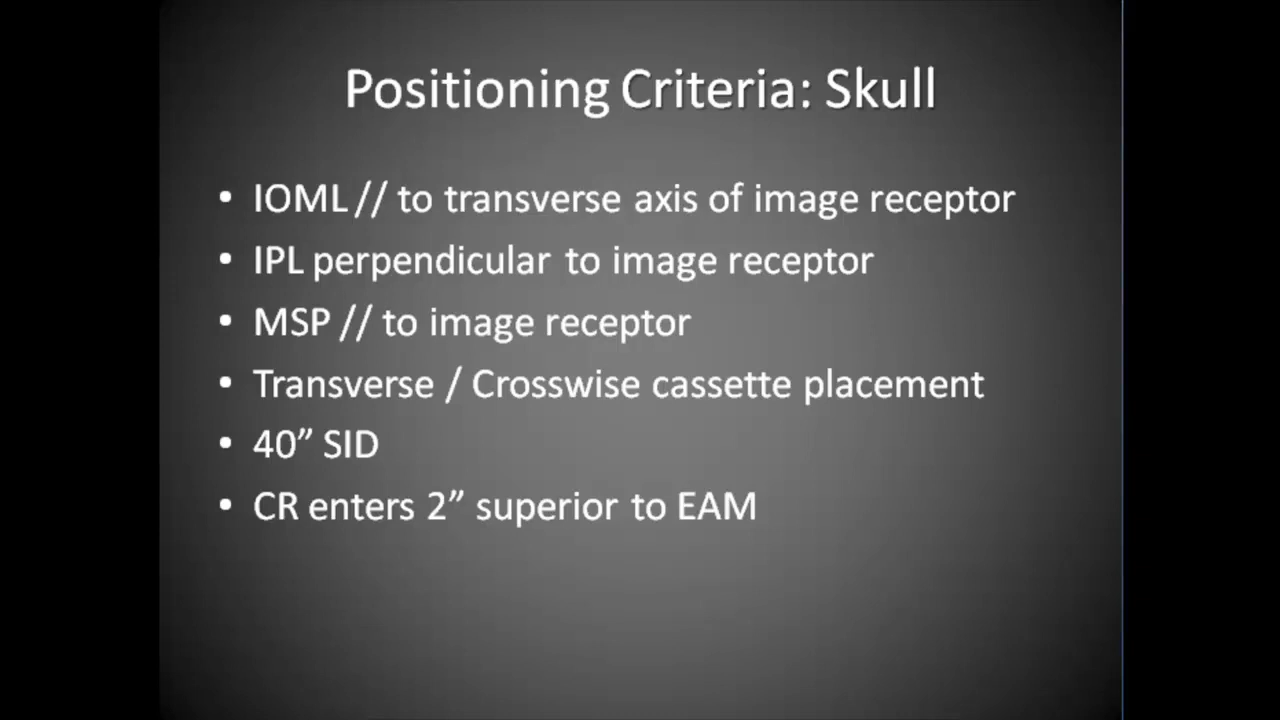 Positioning Criteria: Skull
• IOML // to transverse axis of image receptor
• IPL perpendicular to image receptor
• MSP // to image receptor
• Transverse / Crosswise cassette placement
• 40” SID
• CR enters 2” superior to EAM